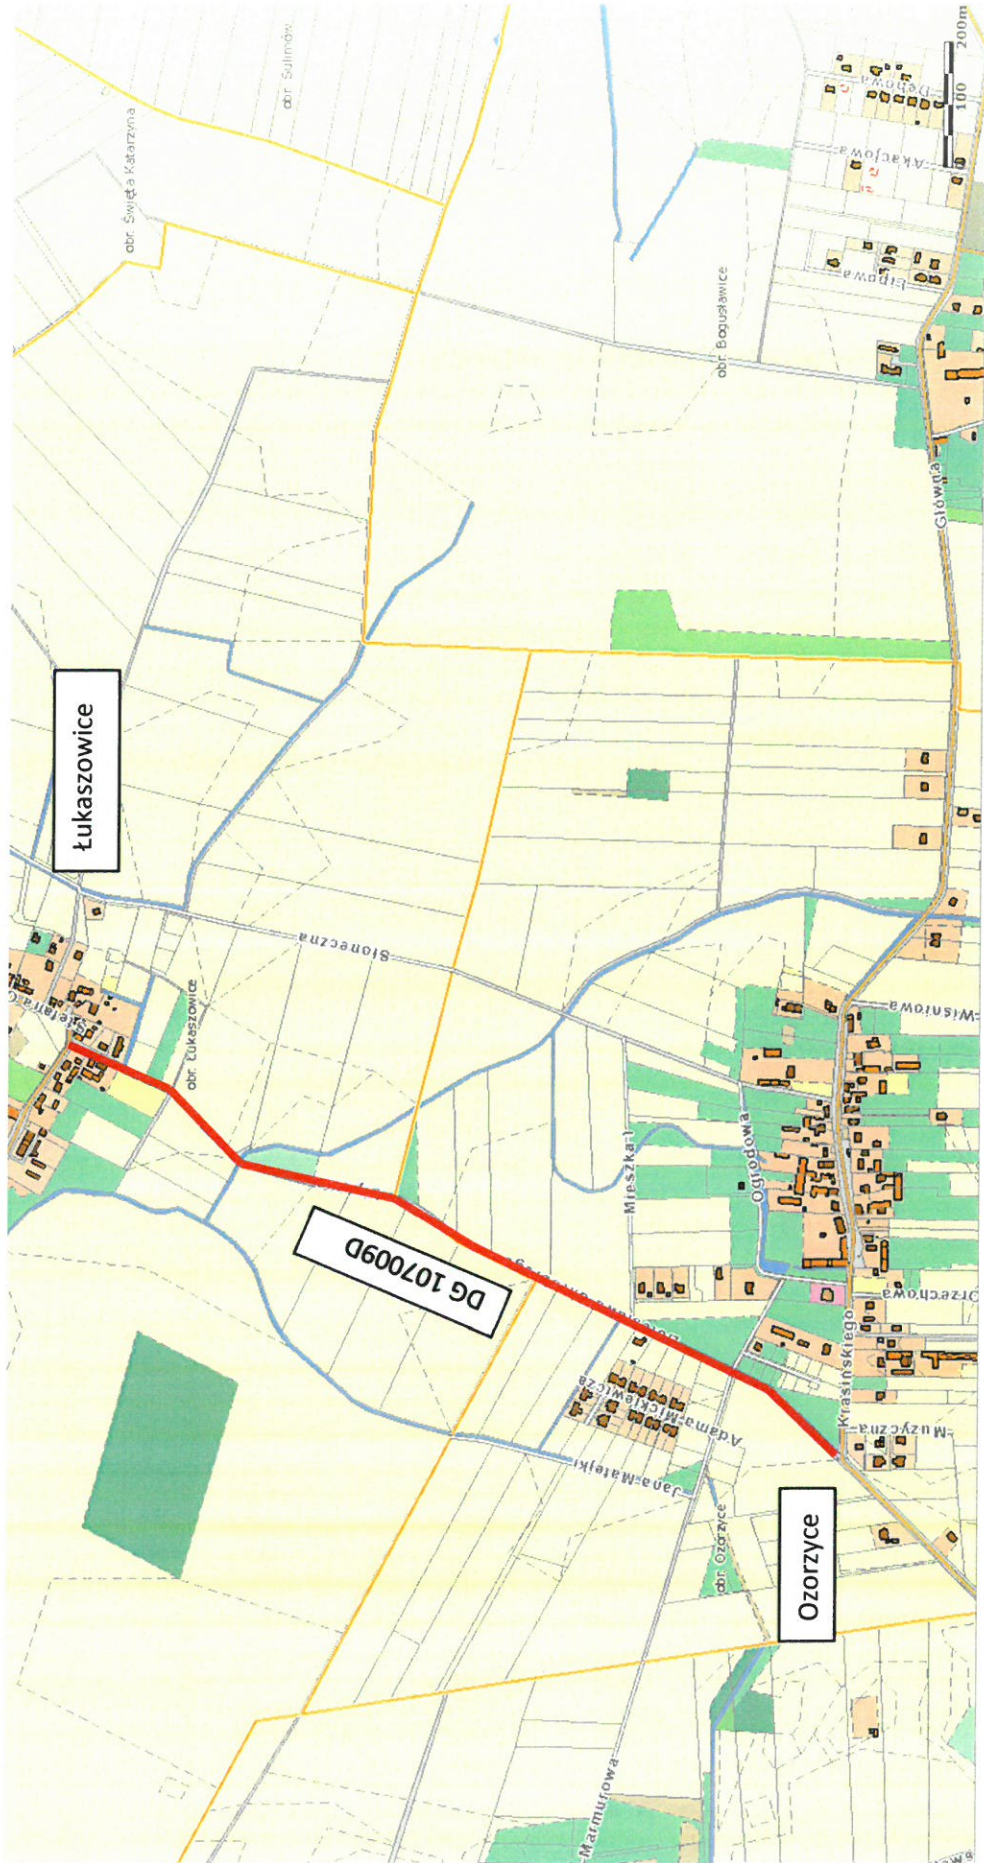 obr. Święta Katarzyna
obr. Sulimów
Łukaszowice
Stefana
Słoneczna
obr. Łukaszowice
DG 107009D
obr. Bogusławice
Dębowa
Akacjowa
Lipowa
Główna
100
200m
Mieszka I
Ogrodowa
Wiśniowa
Adama Mickiewicza
Jana Matejki
Krasińskiego
Orzechowa
Muzyczna
obr. Ozorzyce
Ozorzyce
Marmurowa